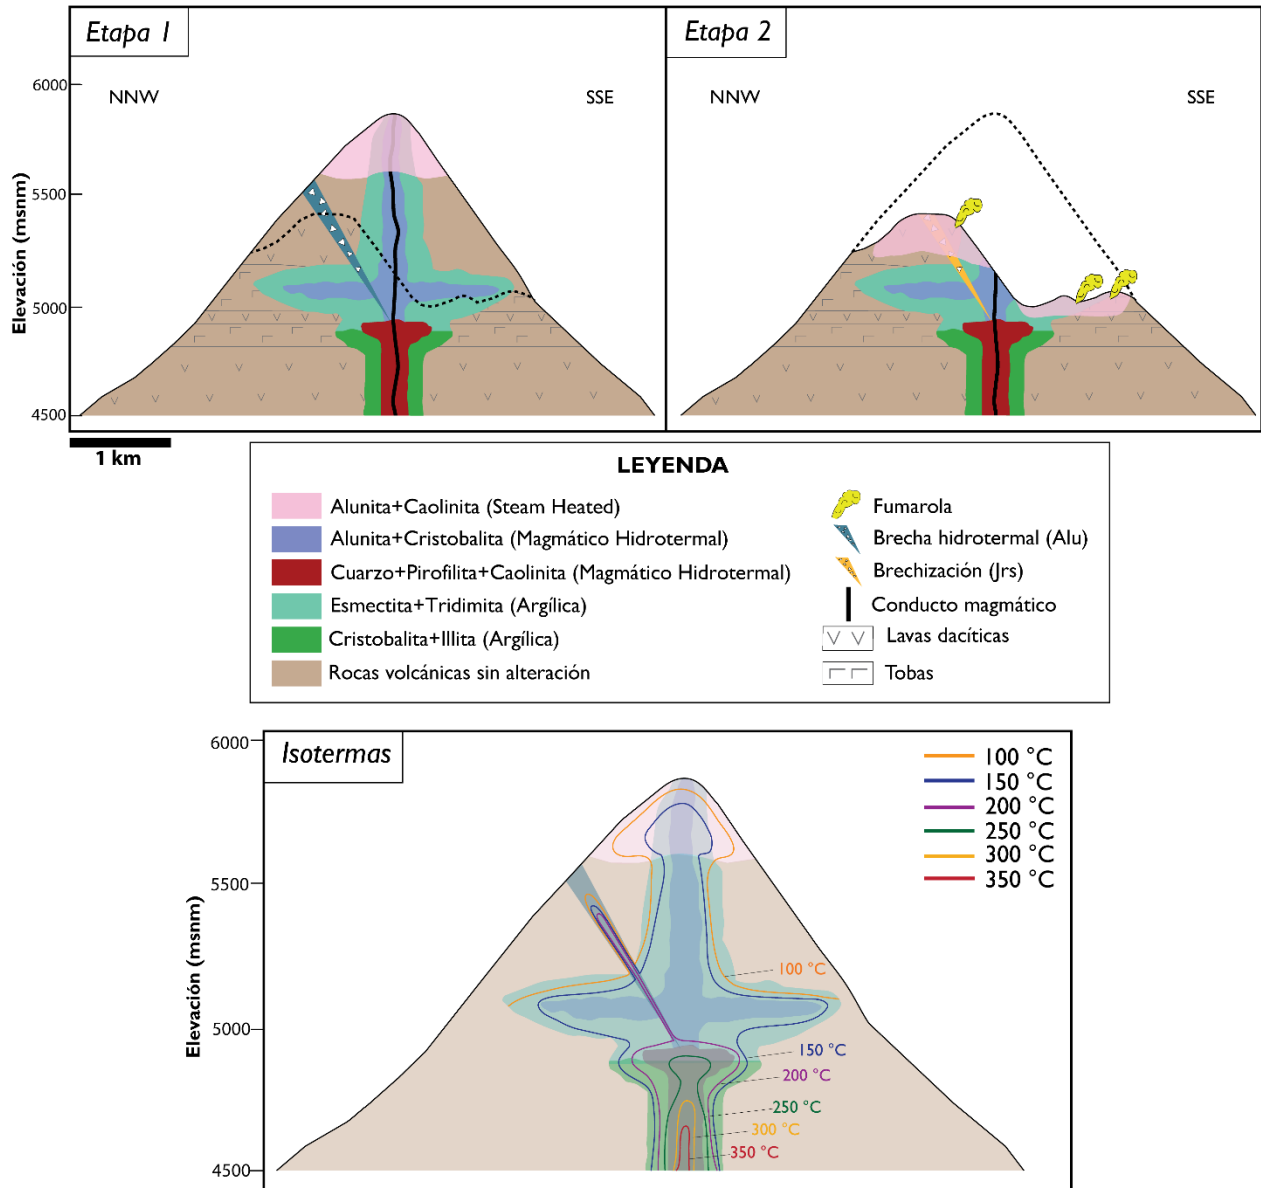 Etapa 1
Etapa 2
6000
NNW
SSE
NNW
SSE
5500
5000
4500
Elevación (msnm)
1 km
LEYENDA
Alunita+Caolinita (Steam Heated)
Alunita+Cristobalita (Magmático Hidrotermal)
Cuarzo+Pirofilita+Caolinita (Magmático Hidrotermal)
Esmectita+Tridimita (Argílica)
Cristobalita+Illita (Argílica)
Rocas volcánicas sin alteración
Fumarola
Brecha hidrotermal (Alu)
Brechización (Jrs)
Conducto magmático
Lavas dacíticas
Tobas
Isotermas
6000
5500
5000
4500
Elevación (msnm)
100 °C
150 °C
200 °C
250 °C
300 °C
350 °C
100 °C
150 °C
200 °C
250 °C
300 °C
350 °C